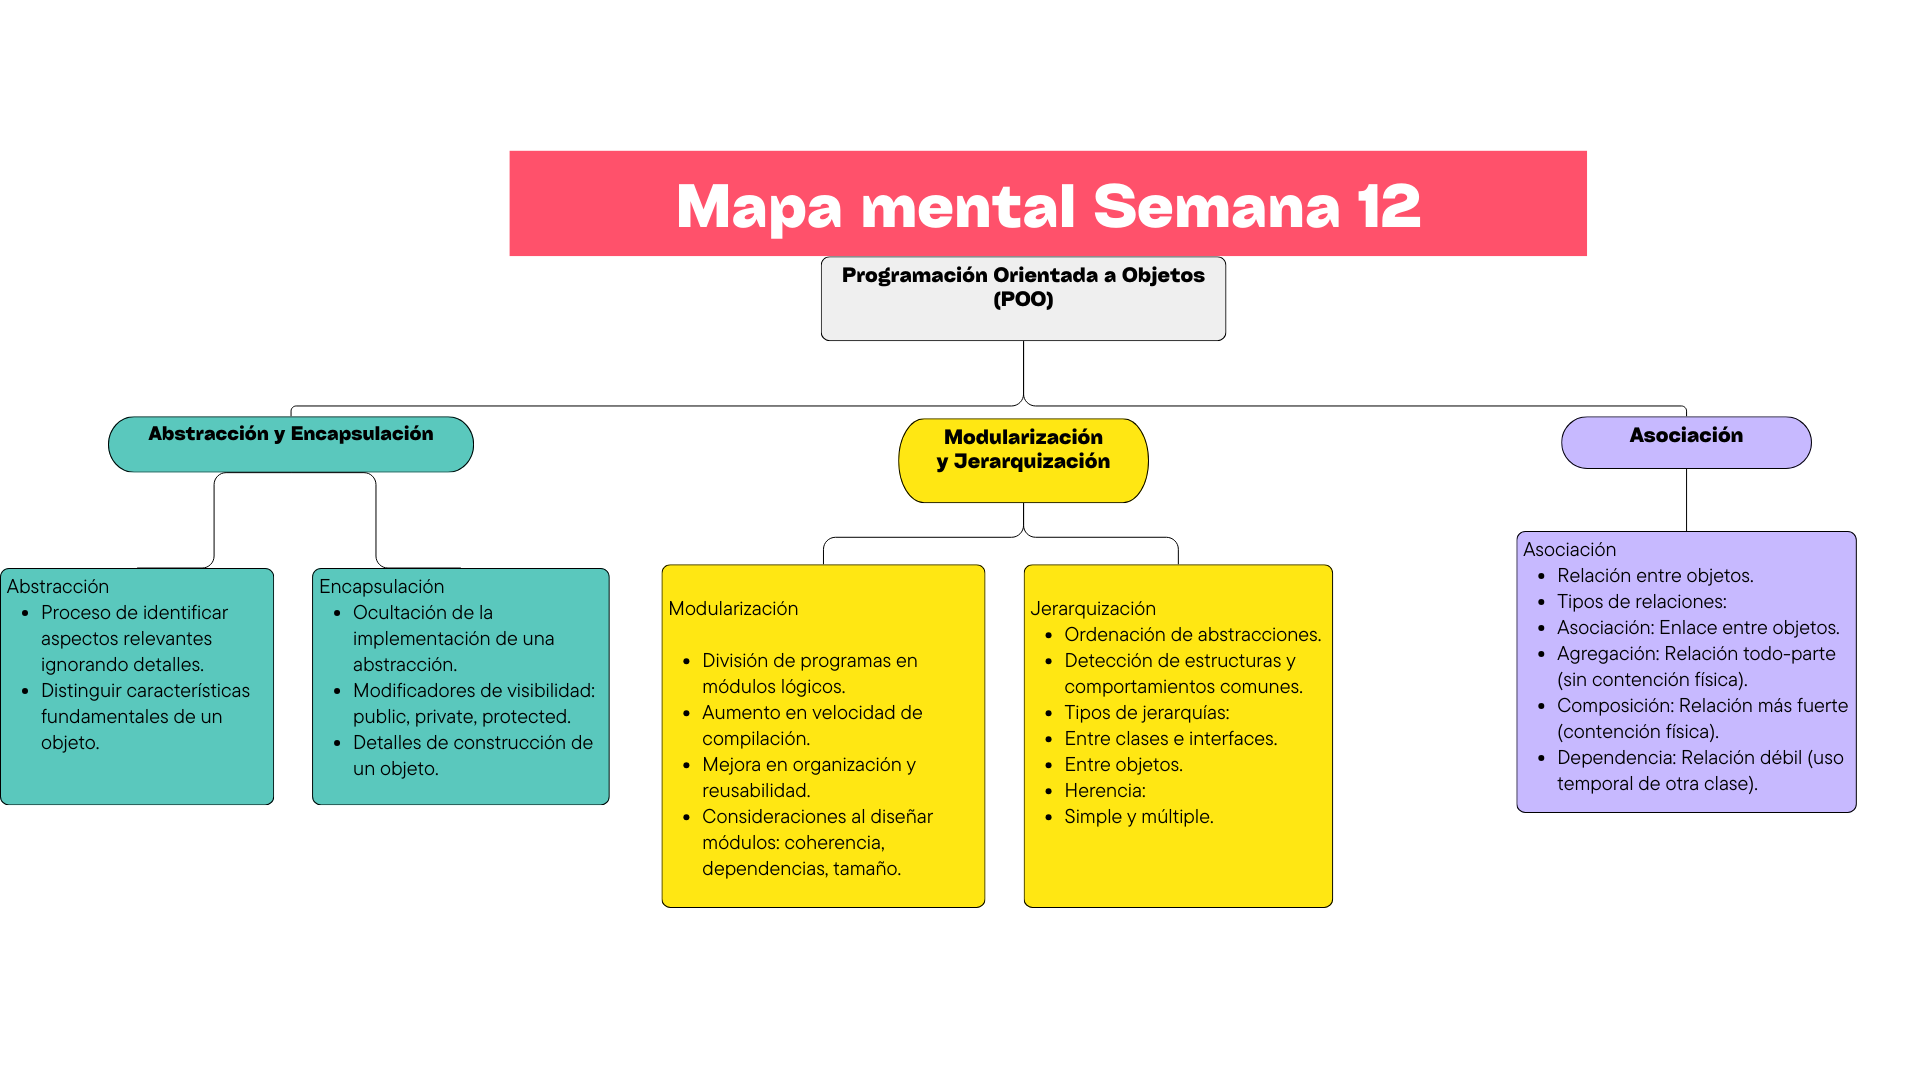 Mapa mental Semana 12
Programación Orientada a Objetos
(POO)
Abstracción y Encapsulación
Modularización
y Jerarquización
Asociación
Abstracción
• Proceso de identificar
aspectos relevantes
ignorando detalles.
• Distinguir características
fundamentales de un
objeto.
Encapsulación
• Ocultación de la
implementación de una
abstracción.
• Modificadores de visibilidad:
public, private, protected.
• Detalles de construcción de
un objeto.
Modularización
• División de programas en
módulos lógicos.
• Aumento en velocidad de
compilación.
• Mejora en organización y
reusabilidad.
• Consideraciones al diseñar
módulos: coherencia,
dependencias, tamaño.
Jerarquización
• Ordenación de abstracciones.
• Detección de estructuras y
comportamientos comunes.
• Tipos de jerarquías:
• Entre clases e interfaces.
• Entre objetos.
• Herencia:
• Simple y múltiple.
Asociación
• Relación entre objetos.
• Tipos de relaciones:
• Asociación: Enlace entre objetos.
• Agregación: Relación todo-parte
(sin contención física).
• Composición: Relación más fuerte
(contención física).
• Dependencia: Relación débil (uso
temporal de otra clase).